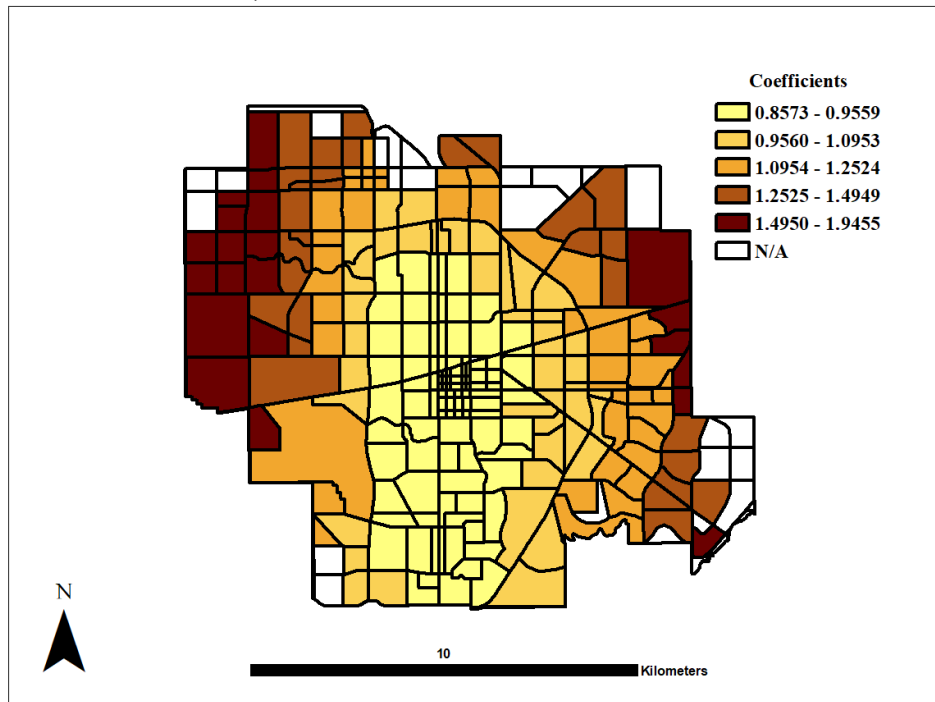 Coefficients
0.8573 - 0.9559
0.9560 - 1.0953
1.0954 - 1.2524
1.2525 - 1.4949
1.4950 - 1.9455
N/A
N
10
Kilometers